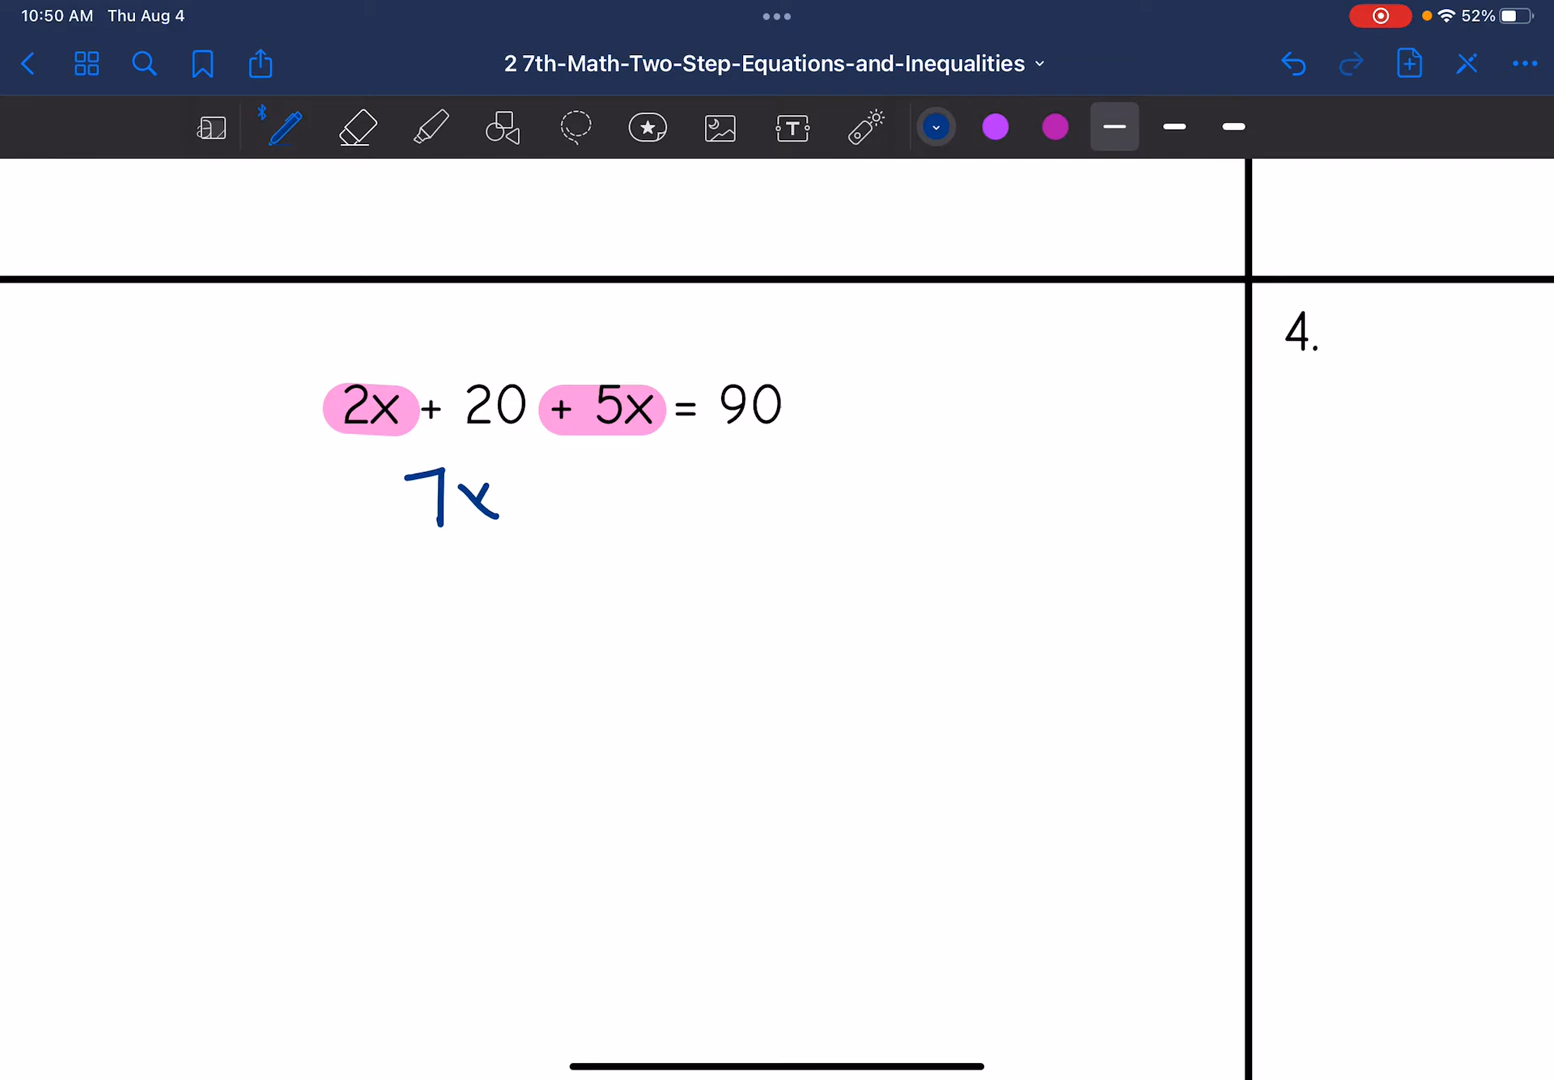 10:50 AM Thu Aug 4
52%
2 7th-Math-Two-Step-Equations-and-Inequalities
T
4.
2x + 20 + 5x = 90
7x